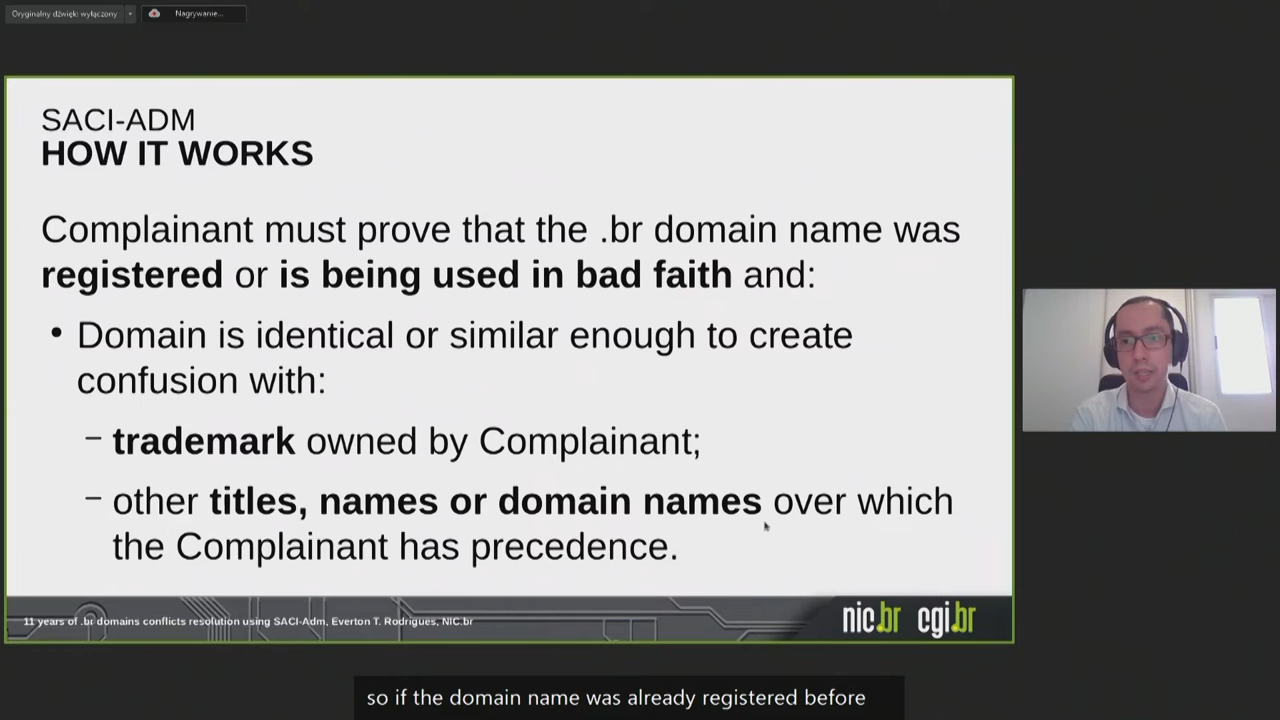 Oryginalny dźwięk: wyłączony
Nagrywanie...
SACI-ADM
HOW IT WORKS
Complainant must prove that the .br domain name was
registered or is being used in bad faith and:
• Domain is identical or similar enough to create
confusion with:
– trademark owned by Complainant;
– other titles, names or domain names over which
the Complainant has precedence.
11 years of .br domains conflicts resolution using SACI-Adm, Everton T. Rodrigues, NIC.br
nic.br cgi.br
so if the domain name was already registered before